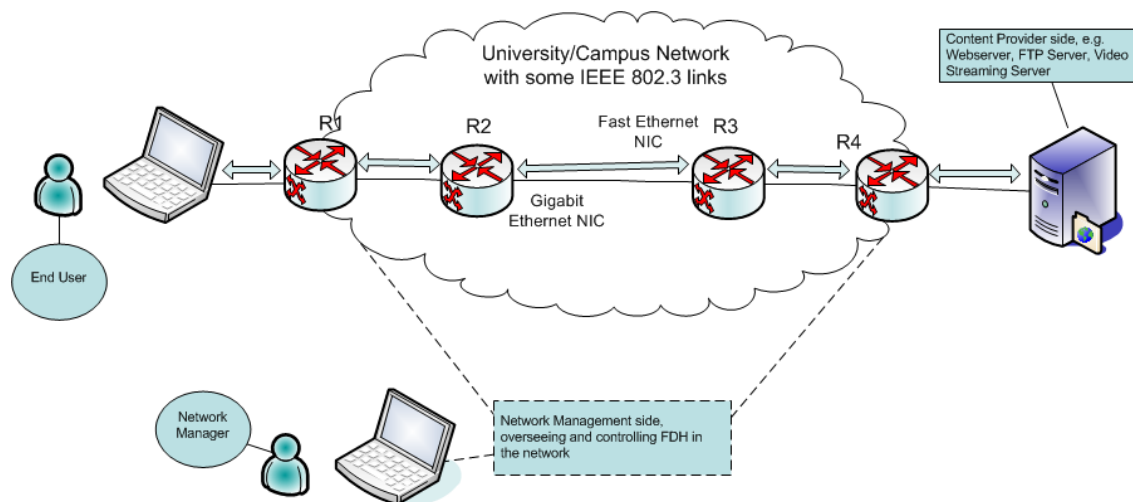 University/Campus Network
with some IEEE 802.3 links
Content Provider side, e.g.
Webserver, FTP Server, Video
Streaming Server
R1
R2
Fast Ethernet
NIC
R3
R4
Gigabit
Ethernet NIC
End User
Network
Manager
Network Management side,
overseeing and controlling FDH in
the network